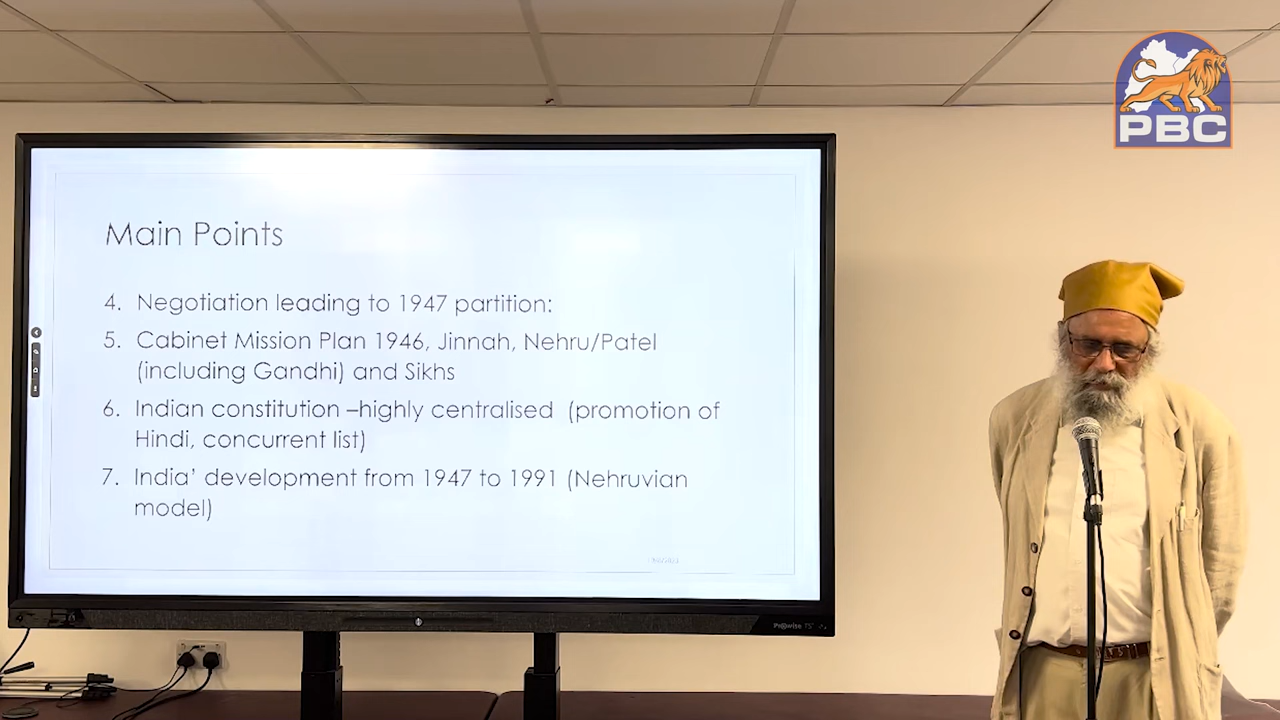 PBC
Main Points
4. Negotiation leading to 1947 partition:
5. Cabinet Mission Plan 1946, Jinnah, Nehru/Patel
(including Gandhi) and Sikhs
6. Indian constitution –highly centralised (promotion of
Hindi, concurrent list)
7. India' development from 1947 to 1991 (Nehruvian
model)
Prowise